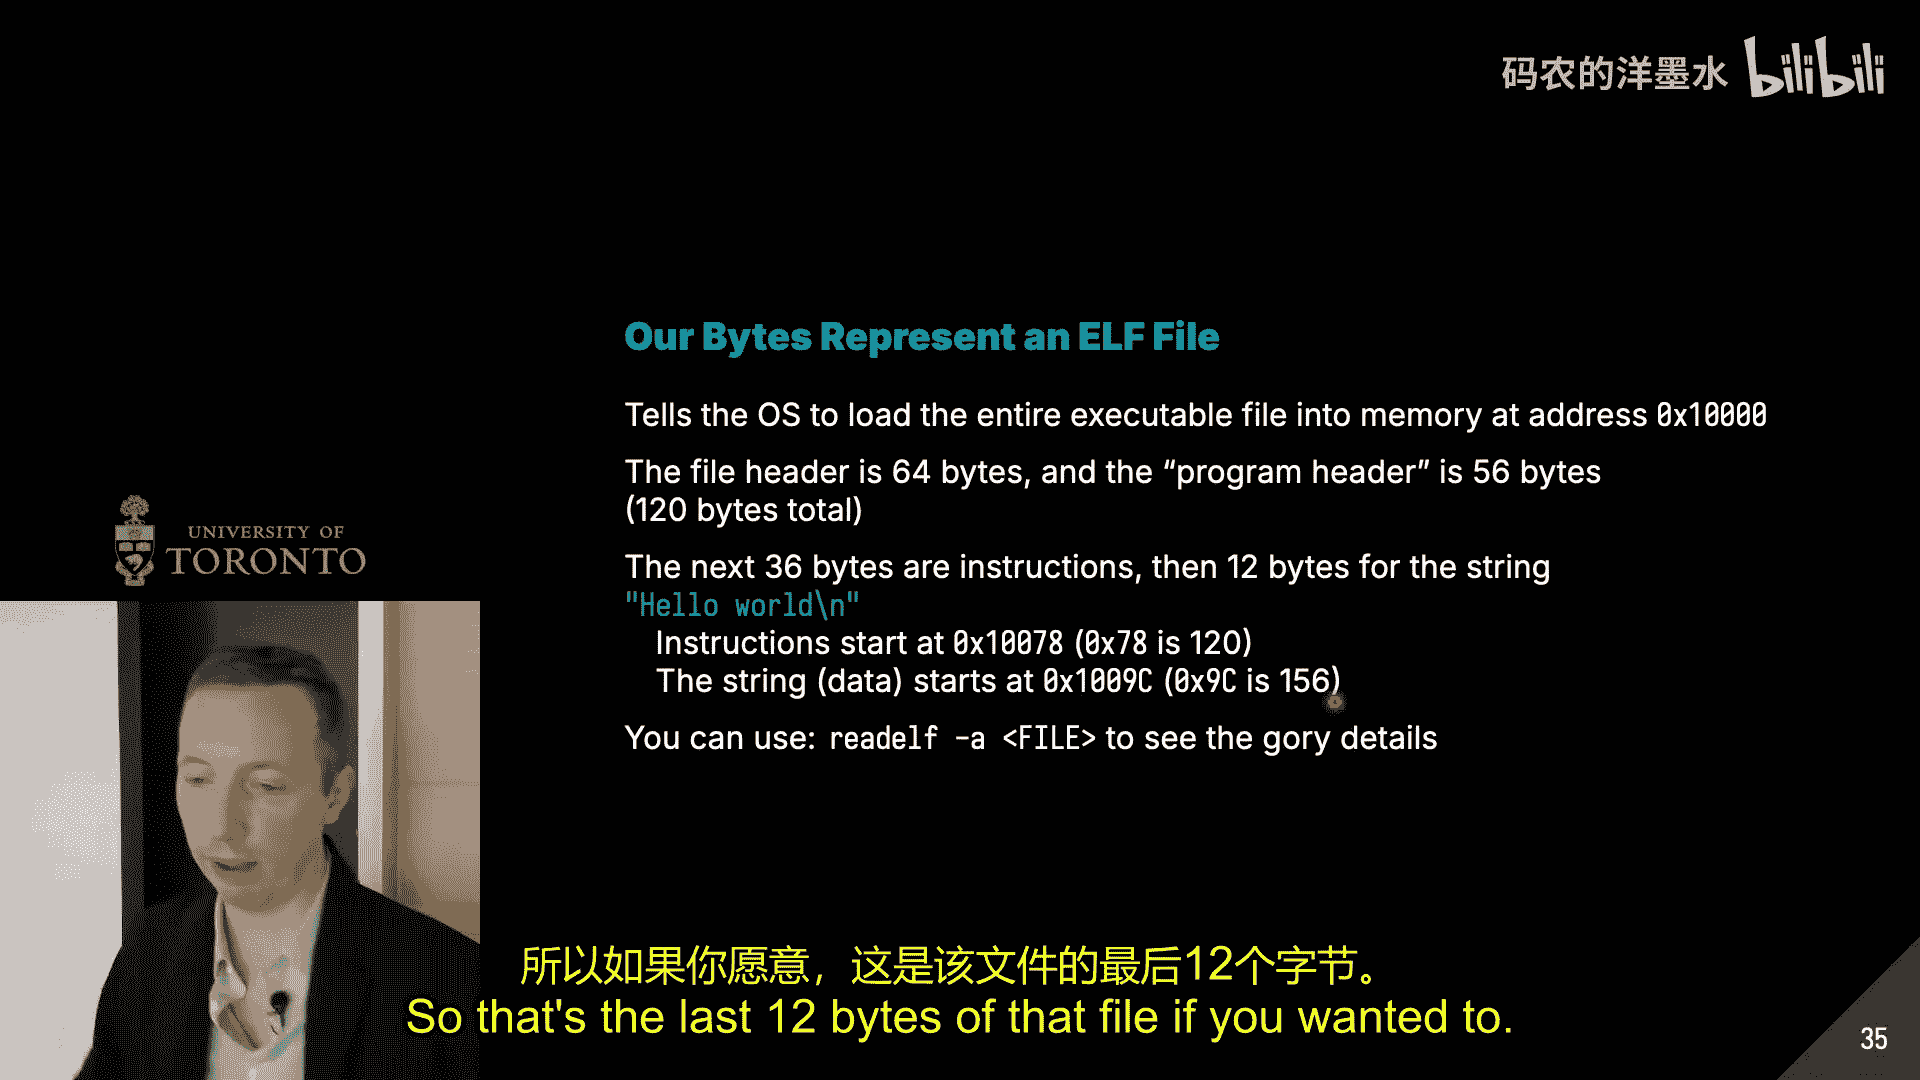 码农的洋墨水 bilibili
Our Bytes Represent an ELF File
Tells the OS to load the entire executable file into memory at address 0x10000
The file header is 64 bytes, and the “program header” is 56 bytes
(120 bytes total)
The next 36 bytes are instructions, then 12 bytes for the string
"Hello world\n"
Instructions start at 0x10078 (0x78 is 120)
The string (data) starts at 0x1009C (0x9C is 156)
You can use: readelf -a <FILE> to see the gory details
UNIVERSITY OF
TORONTO
所以如果你愿意，这是该文件的最后12个字节。
So that's the last 12 bytes of that file if you wanted to.
35